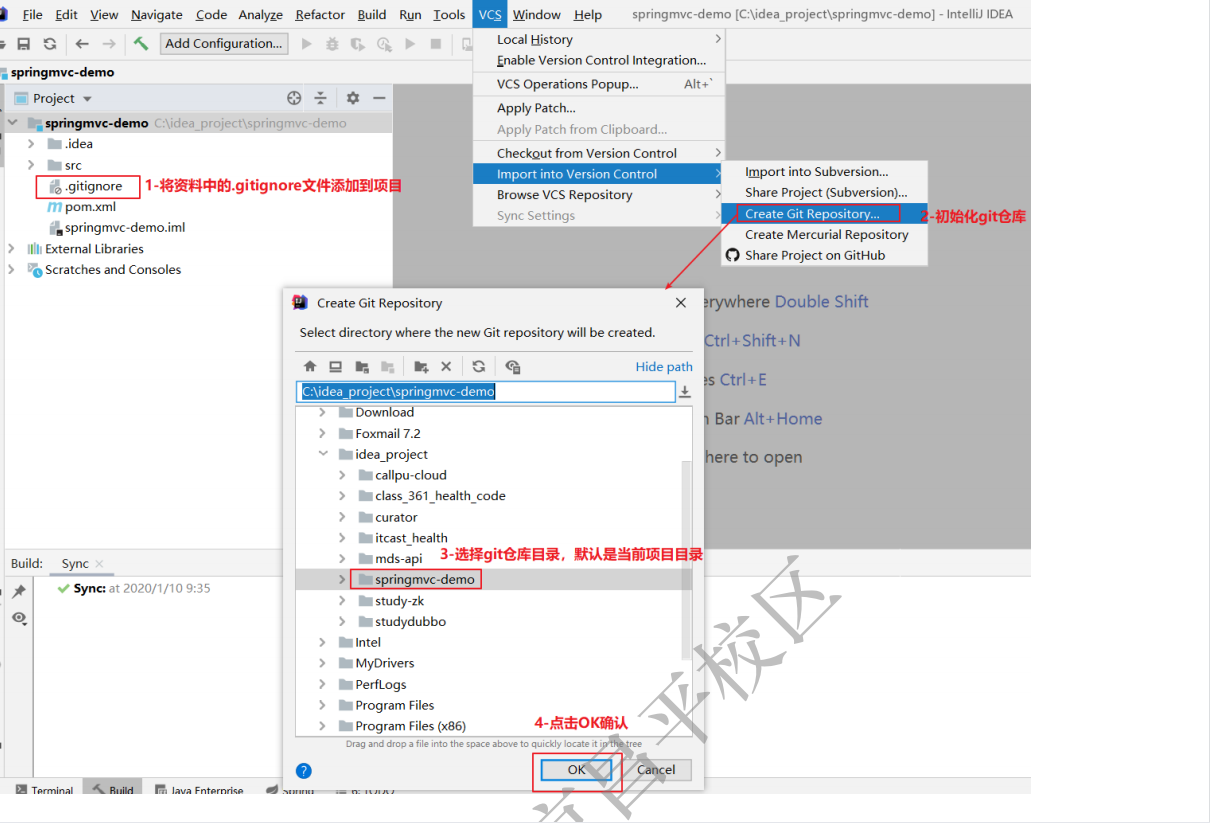 File Edit View Navigate Code Analyze Refactor Build Run Tools VCS Window Help springmvc-demo [C:\idea_project\springmvc-demo] - IntelliJ IDEA
Add Configuration...
springmvc-demo
Project
springmvc-demo C:\idea_project\springmvc-demo
.idea
src
.gitignore
1-将资料中的.gitignore文件添加到项目
pom.xml
springmvc-demo.iml
External Libraries
Scratches and Consoles
Local History
Enable Version Control Integration...
VCS Operations Popup... Alt+`
Apply Patch...
Apply Patch from Clipboard...
Checkout from Version Control
Import into Version Control
Browse VCS Repository
Sync Settings
Import into Subversion...
Share Project (Subversion)...
Create Git Repository...
2-初始化git仓库
Create Mercurial Repository
Share Project on GitHub
erywhere Double Shift
Ctrl+Shift+N
es Ctrl+E
n Bar Alt+Home
here to open
Create Git Repository
Select directory where the new Git repository will be created.
Hide path
C:\idea_project\springmvc-demo
Download
Foxmail 7.2
idea_project
callpu-cloud
class_361_health_code
curator
itcast_health
mds-api
3-选择git仓库目录，默认是当前项目目录
springmvc-demo
study-zk
studydubbo
Intel
MyDrivers
PerfLogs
Program Files
Program Files (x86)
4-点击OK确认
Drag and drop a file into the space above to quickly locate it in the tree
OK
Cancel
Build: Sync
Sync: at 2020/1/10 9:35
Terminal Build Java Enterprise Spring 6: TODO
昌平校区